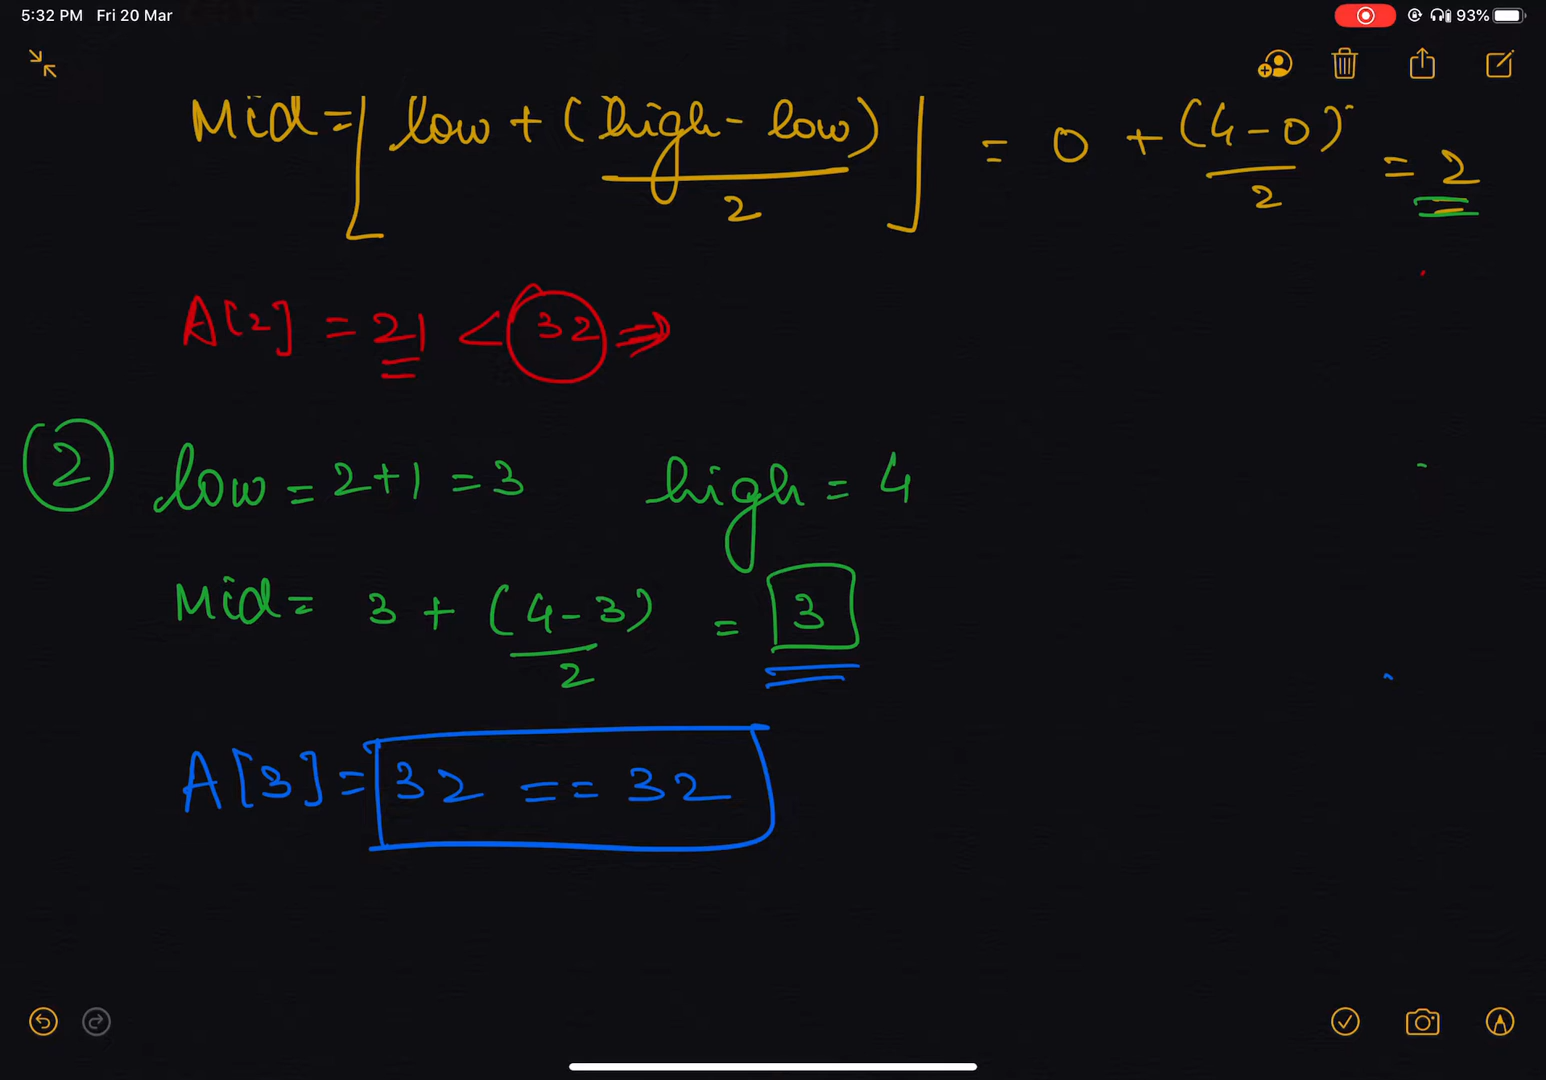 5:32 PM Fri 20 Mar 93%
Mid = ⌊ low + (high - low) / 2 ⌋ = 0 + (4 - 0) / 2 = 2
A[2] = 21 < 32 ⇒
2 low = 2+1 = 3 high = 4
Mid = 3 + (4 - 3) / 2 = 3
A[3] = 32 == 32